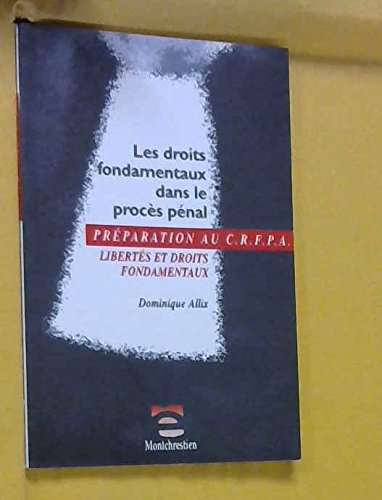 Les droits
fondamentaux
dans le
procès pénal
PRÉPARATION AU C.R.F.P.A.
LIBERTÉS ET DROITS
FONDAMENTAUX
Dominique Allix
Montchrestien